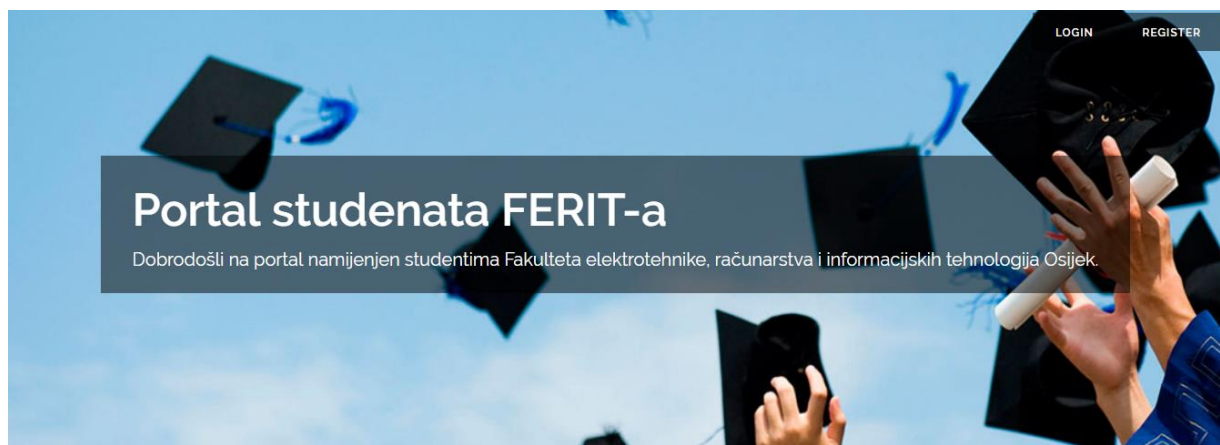 LOGIN REGISTER
Portal studenata FERIT-a
Dobrodošli na portal namijenjen studentima Fakulteta elektrotehnike, računarstva i informacijskih tehnologija Osijek.